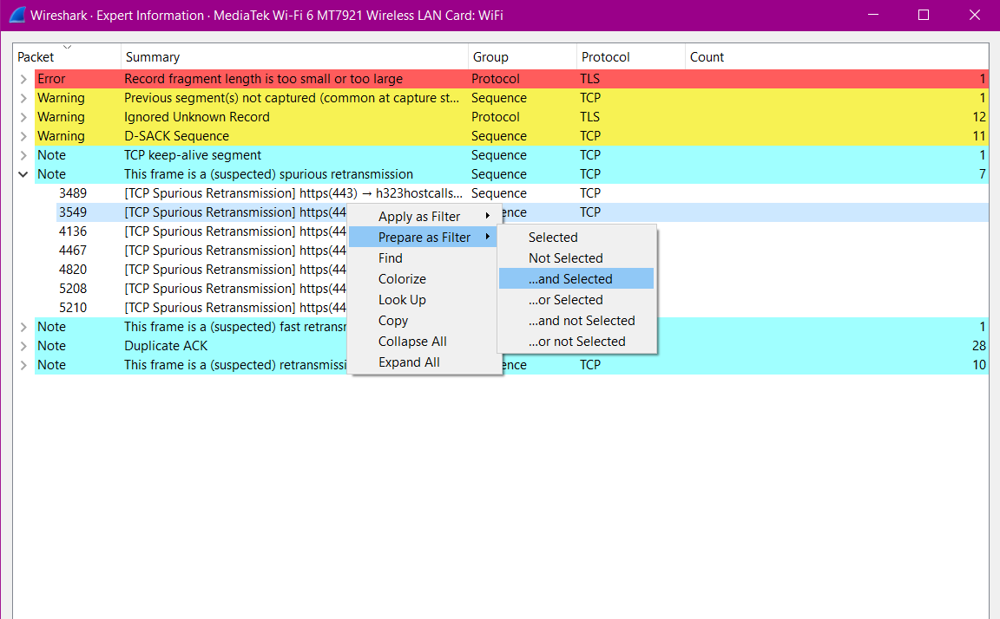 Wireshark · Expert Information · MediaTek Wi-Fi 6 MT7921 Wireless LAN Card: WiFi
Packet Summary Group Protocol Count
Error Record fragment length is too small or too large Protocol TLS 1
Warning Previous segment(s) not captured (common at capture st... Sequence TCP 1
Warning Ignored Unknown Record Protocol TLS 12
Warning D-SACK Sequence Sequence TCP 11
Note TCP keep-alive segment Sequence TCP 1
Note This frame is a (suspected) spurious retransmission Sequence TCP 7
3489 [TCP Spurious Retransmission] https(443) → h323hostcalls... Sequence TCP
3549 [TCP Spurious Retransmission] https(44 ence TCP
4136 [TCP Spurious Retransmission] https(44
4467 [TCP Spurious Retransmission] https(44
4820 [TCP Spurious Retransmission] https(44
5208 [TCP Spurious Retransmission] https(44
5210 [TCP Spurious Retransmission] https(44
Note This frame is a (suspected) fast retransr 1
Note Duplicate ACK 28
Note This frame is a (suspected) retransmissi ence TCP 10
Apply as Filter
Prepare as Filter
Find
Colorize
Look Up
Copy
Collapse All
Expand All
Selected
Not Selected
...and Selected
...or Selected
...and not Selected
...or not Selected